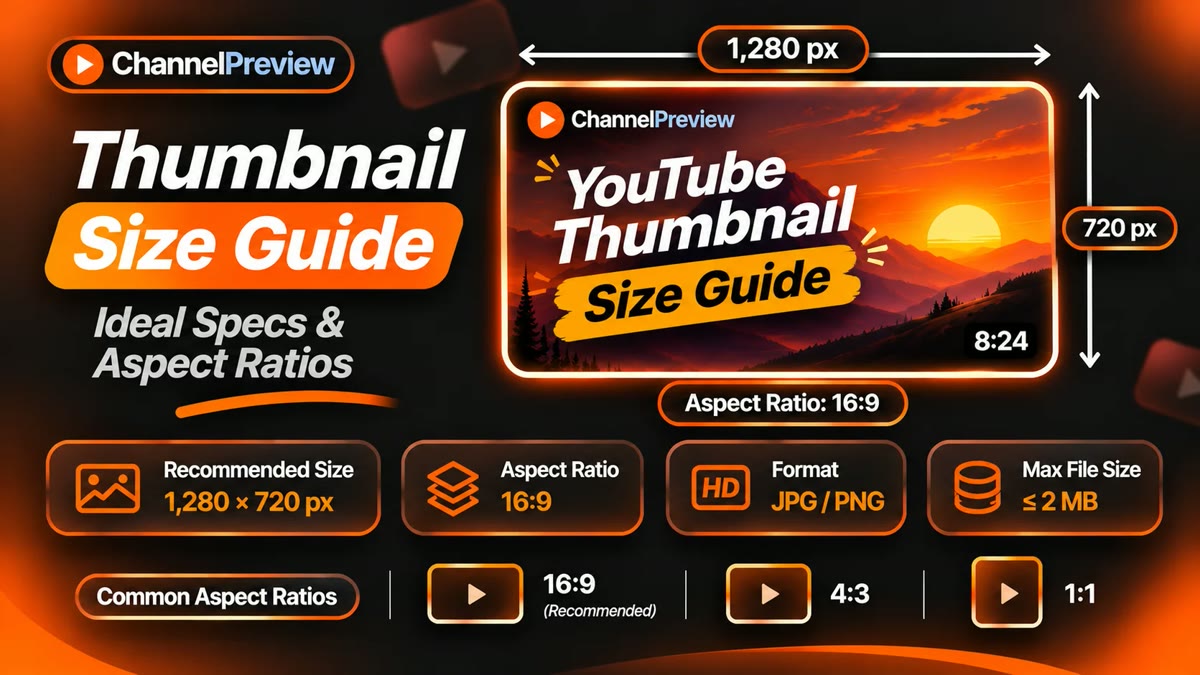 ChannelPreview
Thumbnail
Size Guide
Ideal Specs &
Aspect Ratios
1,280 px
ChannelPreview
YouTube
Thumbnail
Size Guide
8:24
720 px
Aspect Ratio: 16:9
Recommended Size
1,280 × 720 px
Aspect Ratio
16:9
HD
Format
JPG / PNG
Max File Size
≤ 2 MB
Common Aspect Ratios
16:9
(Recommended)
4:3
1:1